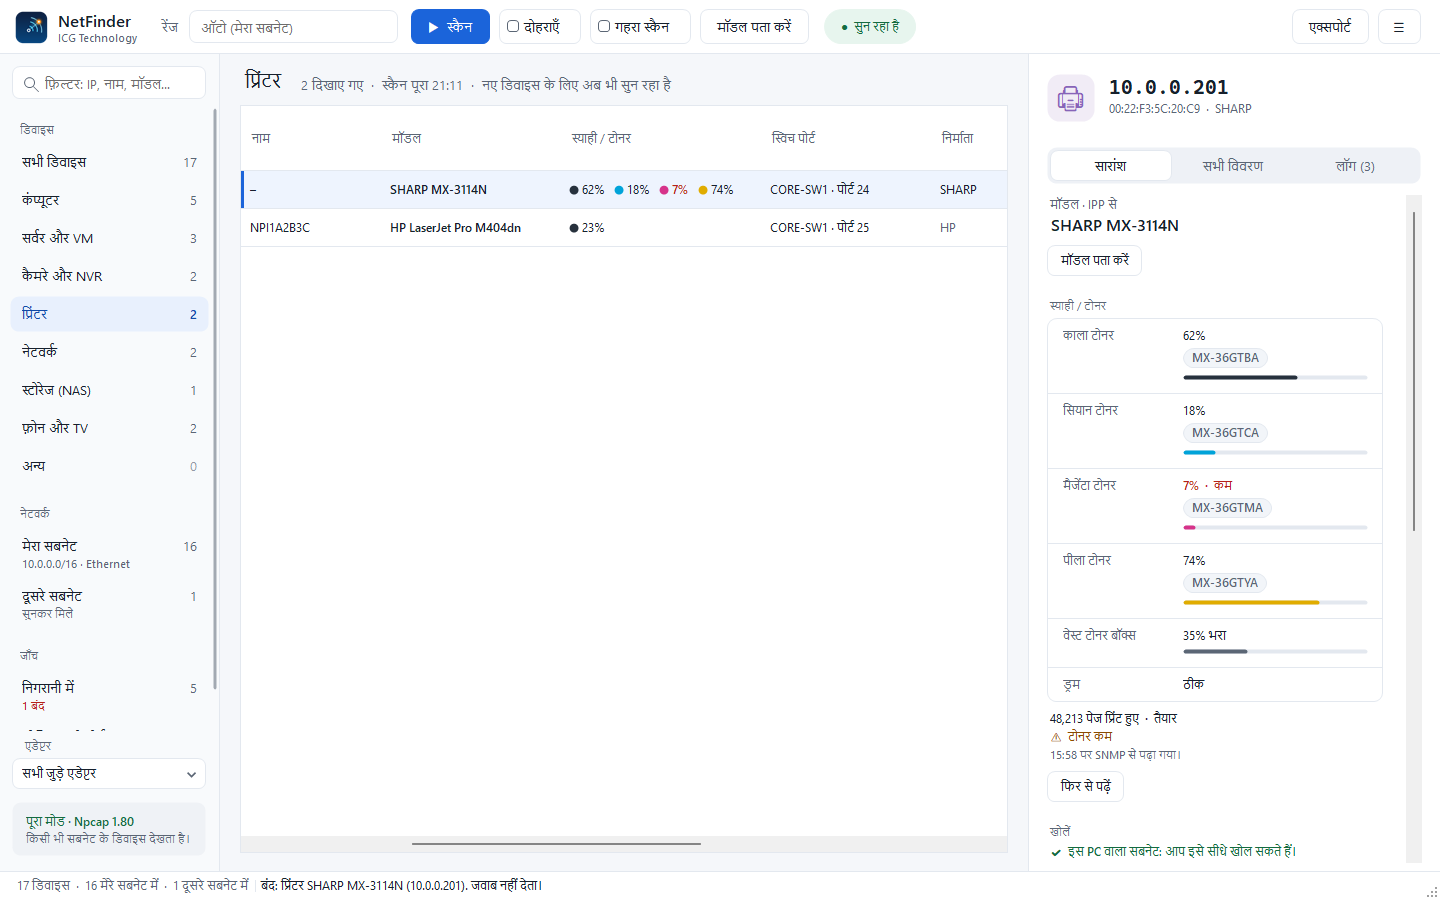 NetFinder
ICG Technology
रेंज
ऑटो (मेरा सबनेट)
स्कैन
दोहराएँ
गहरा स्कैन
मॉडल पता करें
सुन रहा है
एक्सपोर्ट
फ़िल्टर: IP, नाम, मॉडल...
डिवाइस
सभी डिवाइस 17
कंप्यूटर 5
सर्वर और VM 3
कैमरे और NVR 2
प्रिंटर 2
नेटवर्क 2
स्टोरेज (NAS) 1
फ़ोन और TV 2
अन्य 0
नेटवर्क
मेरा सबनेट 16
10.0.0.0/16 · Ethernet
दूसरे सबनेट 1
सुनकर मिले
जाँच
निगरानी में 5
1 बंद
एडेप्टर
सभी जुड़े एडेप्टर
पूरा मोड · Npcap 1.80
किसी भी सबनेट के डिवाइस देखता है।
प्रिंटर
2 दिखाए गए · स्कैन पूरा 21:11 · नए डिवाइस के लिए अब भी सुन रहा है
नाम मॉडल स्याही / टोनर स्विच पोर्ट निर्माता
– SHARP MX-3114N 62% 18% 7% 74% CORE-SW1 · पोर्ट 24 SHARP
NPI1A2B3C HP LaserJet Pro M404dn 23% CORE-SW1 · पोर्ट 25 HP
10.0.0.201
00:22:F3:5C:20:C9 · SHARP
सारांश
सभी विवरण
लॉग (3)
मॉडल · IPP से
SHARP MX-3114N
मॉडल पता करें
स्याही / टोनर
काला टोनर 62%
MX-36GTBA
सियान टोनर 18%
MX-36GTCA
मैजेंटा टोनर 7% · कम
MX-36GTMA
पीला टोनर 74%
MX-36GTYA
वेस्ट टोनर बॉक्स 35% भरा
ड्रम ठीक
48,213 पेज प्रिंट हुए · तैयार
⚠ टोनर कम
15:58 पर SNMP से पढ़ा गया।
फिर से पढ़ें
खोलें
✓ इस PC वाला सबनेट: आप इसे सीधे खोल सकते हैं।
17 डिवाइस · 16 मेरे सबनेट में · 1 दूसरे सबनेट में
बंद: प्रिंटर SHARP MX-3114N (10.0.0.201). जवाब नहीं देता।